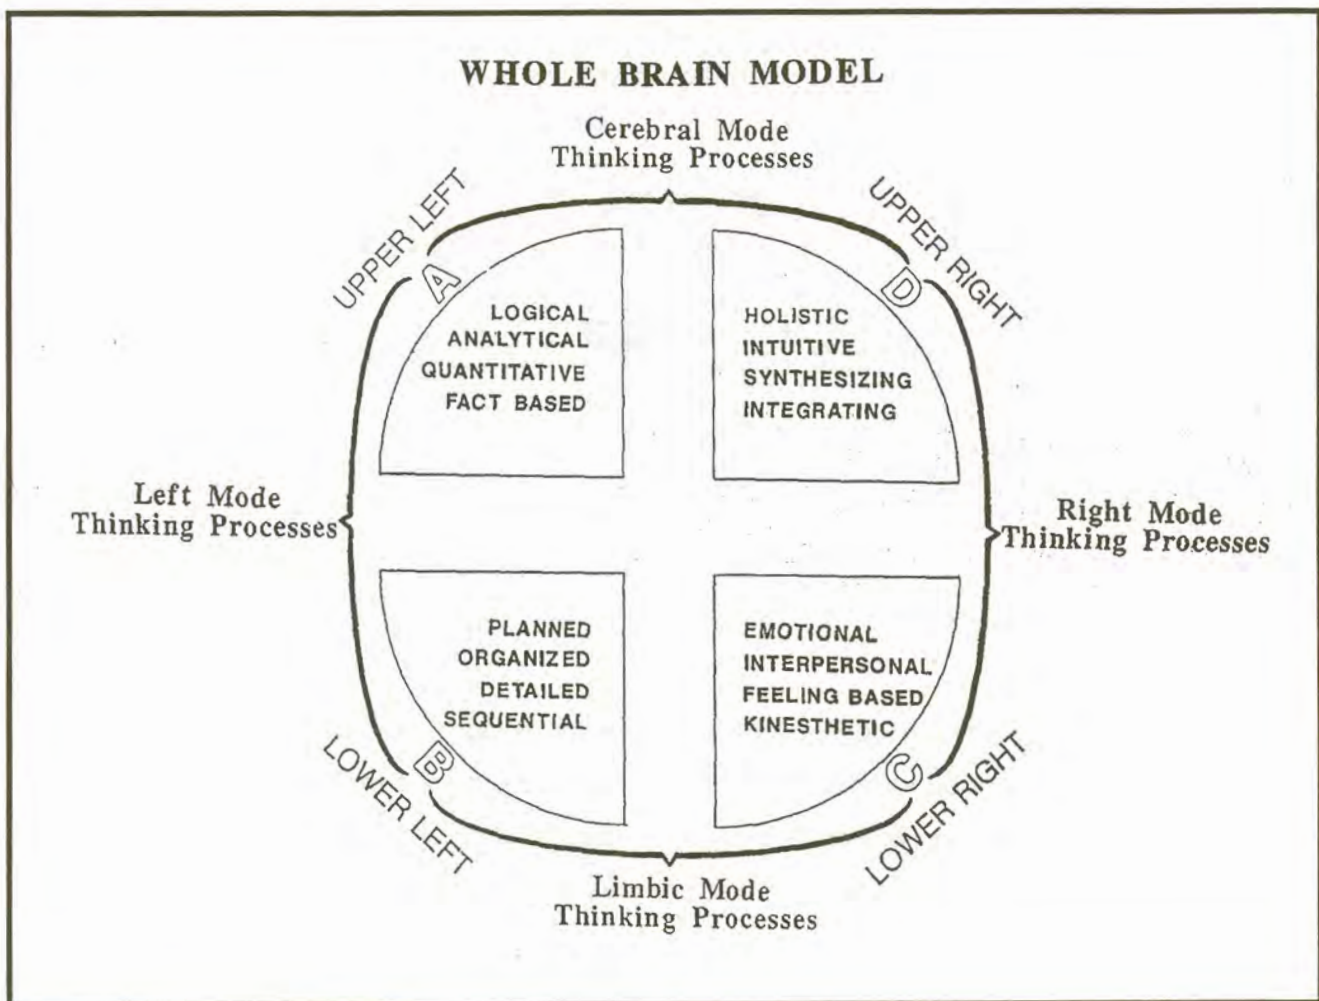 WHOLE BRAIN MODEL
Cerebral Mode
Thinking Processes
UPPER LEFT
UPPER RIGHT
A
D
LOGICAL
ANALYTICAL
QUANTITATIVE
FACT BASED
HOLISTIC
INTUITIVE
SYNTHESIZING
INTEGRATING
Left Mode
Thinking Processes
Right Mode
Thinking Processes
PLANNED
ORGANIZED
DETAILED
SEQUENTIAL
EMOTIONAL
INTERPERSONAL
FEELING BASED
KINESTHETIC
B
C
LOWER LEFT
LOWER RIGHT
Limbic Mode
Thinking Processes